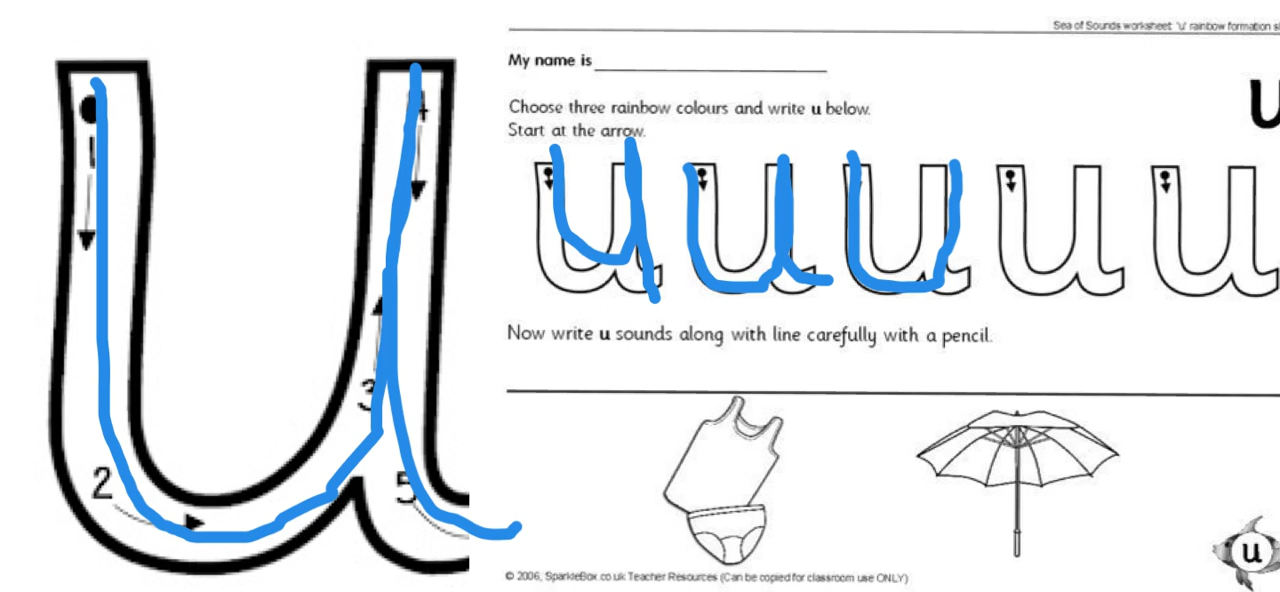 1
2
3
4
5
Sea of Sounds worksheet: 'u' rainbow formation
My name is
u
Choose three rainbow colours and write u below.
Start at the arrow.
u u u u u
Now write u sounds along with line carefully with a pencil.
u
© 2006, SparkleBox.co.uk Teacher Resources (Can be copied for classroom use ONLY)